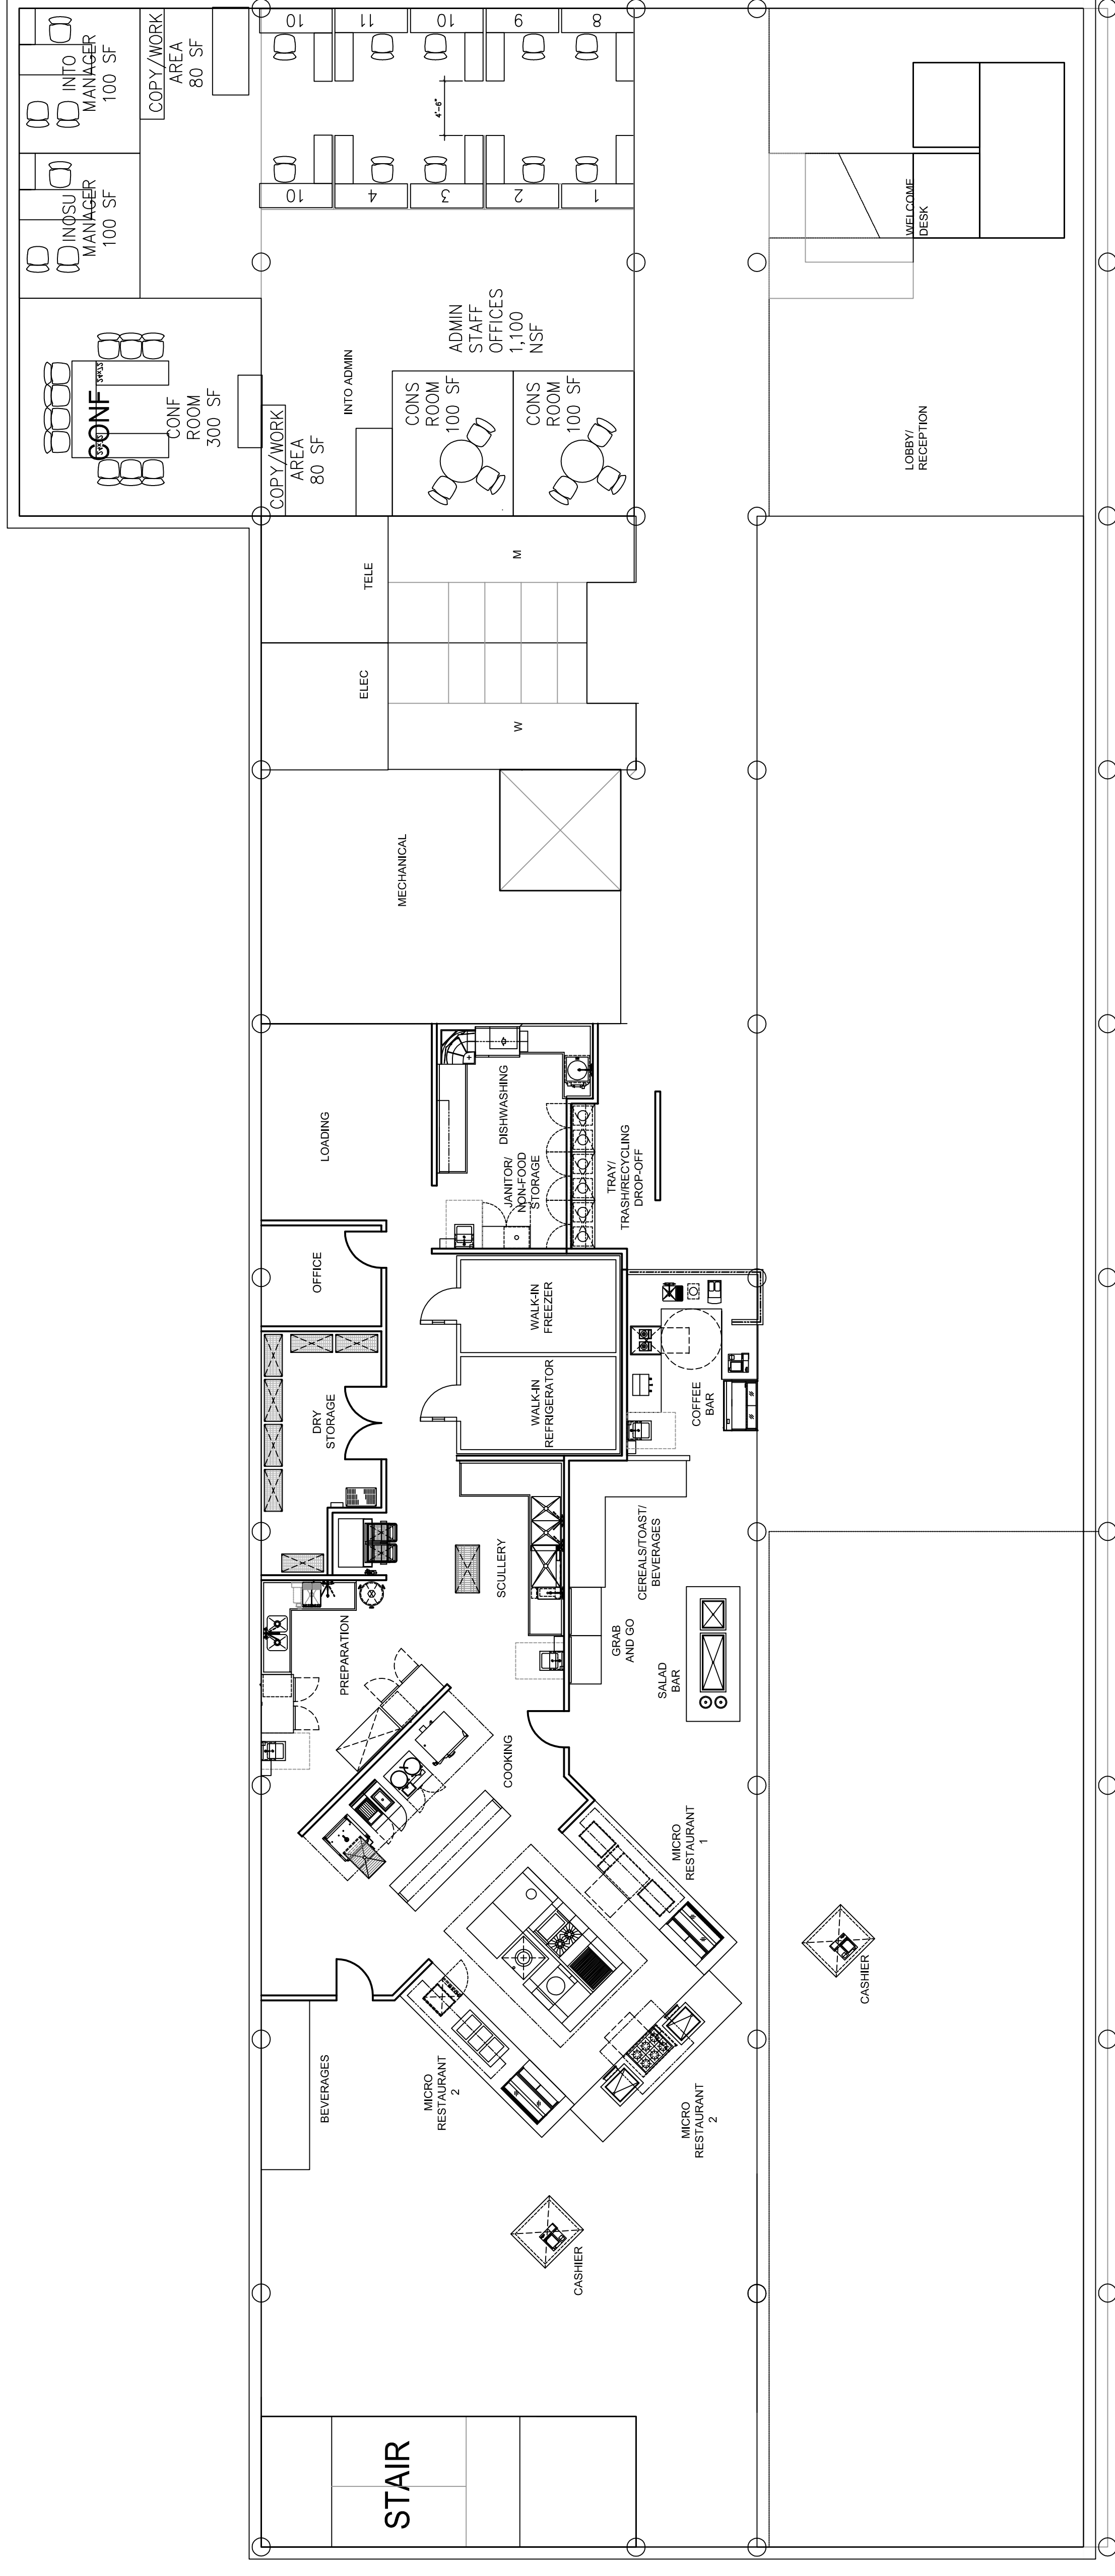 INTO
MANAGER
100 SF
COPY/WORK
AREA
80 SF
10
11
10
9
8
4'-6"
INOSU
MANAGER
100 SF
10
4
3
2
1
WELCOME
DESK
24x72
CONF
24x72
CONF
ROOM
300 SF
COPY/WORK
AREA
80 SF
INTO ADMIN
ADMIN
STAFF
OFFICES
1,100
NSF
CONS
ROOM
100 SF
CONS
ROOM
100 SF
LOBBY/
RECEPTION
TELE
M
ELEC
W
MECHANICAL
LOADING
DISHWASHING
JANITOR/
NON-FOOD
STORAGE
TRAY/
TRASH/RECYCLING
DROP-OFF
OFFICE
WALK-IN
FREEZER
DRY
STORAGE
WALK-IN
REFRIGERATOR
COFFEE
BAR
SCULLERY
CEREALS/TOAST/
BEVERAGES
PREPARATION
GRAB
AND GO
SALAD
BAR
COOKING
MICRO
RESTAURANT
1
CASHIER
BEVERAGES
MICRO
RESTAURANT
2
MICRO
RESTAURANT
2
CASHIER
STAIR